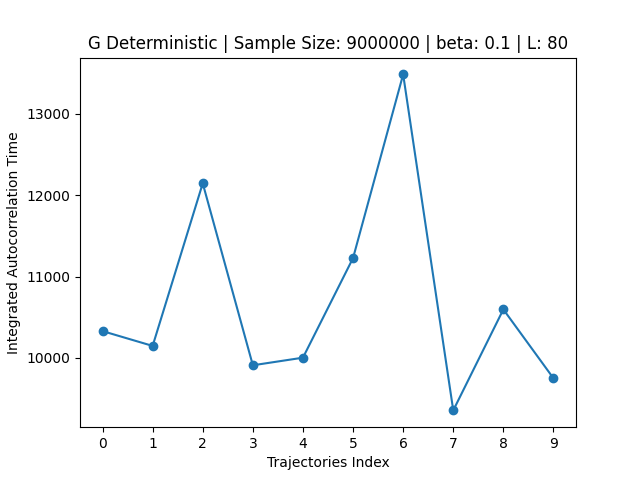 G Deterministic | Sample Size: 9000000 | beta: 0.1 | L: 80
Integrated Autocorrelation Time
13000
12000
11000
10000
0 1 2 3 4 5 6 7 8 9
Trajectories Index